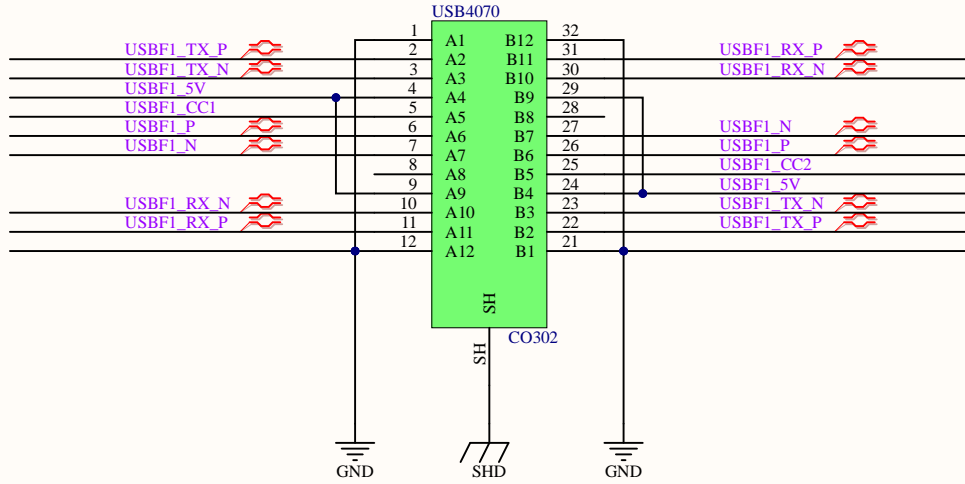 USB4070
1 A1 B12 32
USBF1_TX_P 2 A2 B11 31 USBF1_RX_P
USBF1_TX_N 3 A3 B10 30 USBF1_RX_N
USBF1_5V 4 A4 B9 29
USBF1_CC1 5 A5 B8 28
USBF1_P 6 A6 B7 27 USBF1_N
USBF1_N 7 A7 B6 26 USBF1_P
8 A8 B5 25 USBF1_CC2
9 A9 B4 24 USBF1_5V
USBF1_RX_N 10 A10 B3 23 USBF1_TX_N
USBF1_RX_P 11 A11 B2 22 USBF1_TX_P
12 A12 B1 21
SH
CO302
SH
GND SHD GND